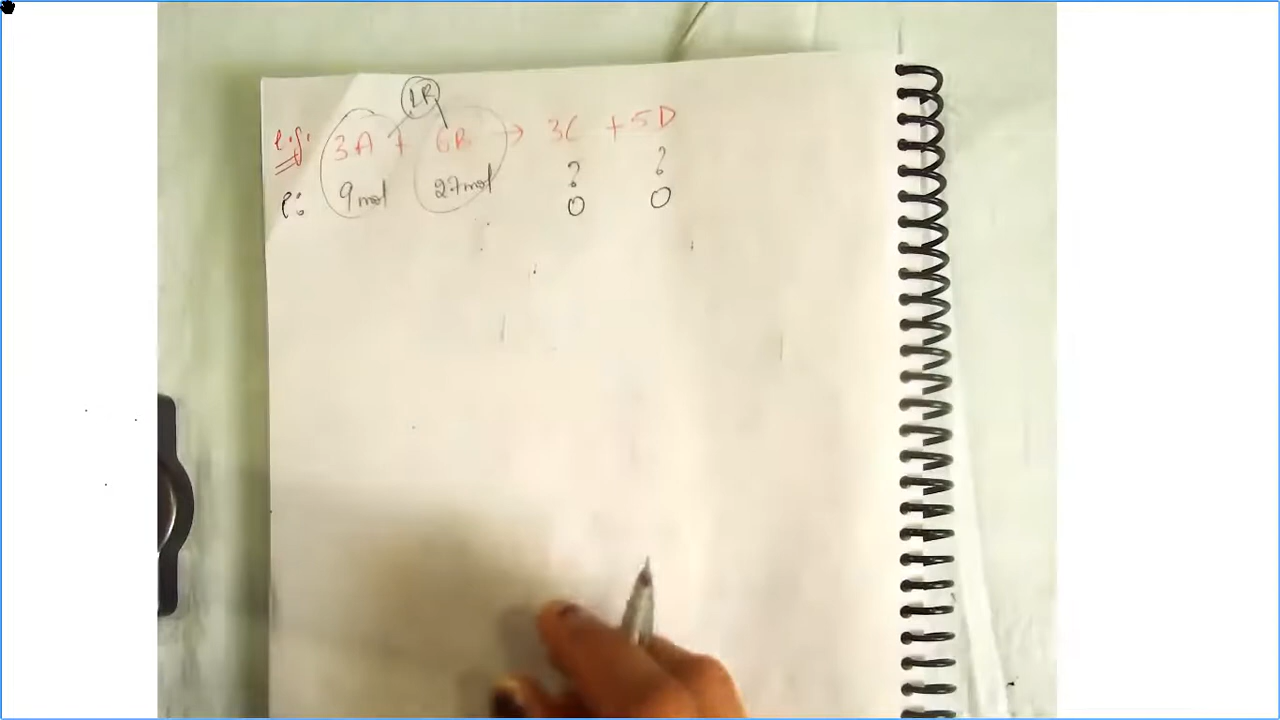 LR
e.g: 3A + 6B → 3C + 5D
? ?
P: 9mol 27mol 0 0